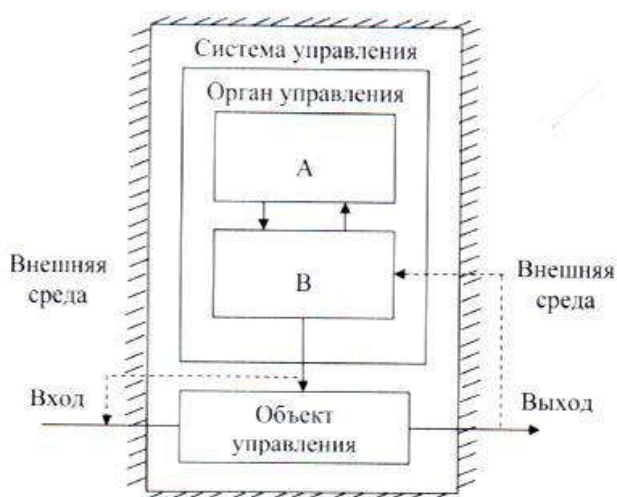 Система управления
Орган управления
А
В
Внешняя
среда
Внешняя
среда
Вход
Объект
управления
Выход